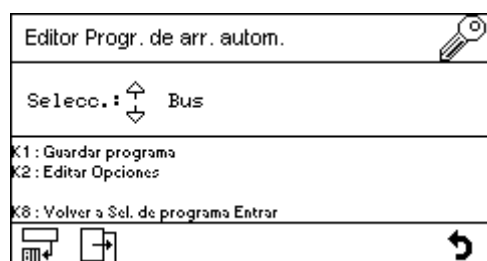 Editor Progr. de arr. autom.
Selecc.: Bus
K1 : Guardar programa
K2 : Editar Opciones
K8 : Volver a Sel. de programa Entrar